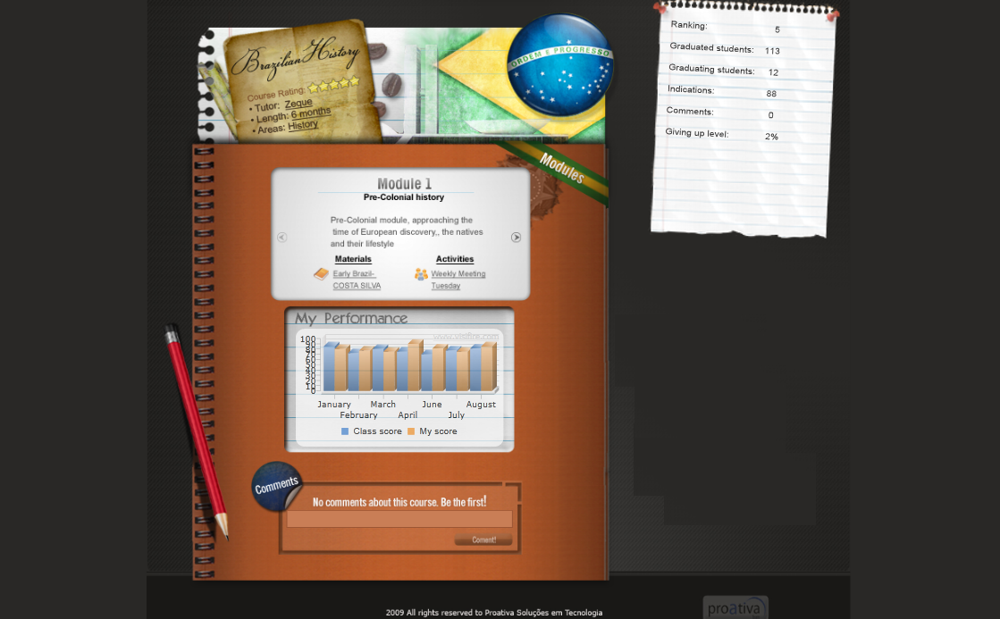 Brazilian History
Course Rating:
• Tutor: Zeque
• Length: 6 months
• Areas: History
ORDEM E PROGRESSO
Ranking: 5
Graduated students: 113
Graduating students: 12
Indications: 88
Comments: 0
Giving up level: 2%
Modules
Module 1
Pre-Colonial history
Pre-Colonial module, approaching the
time of European discovery,, the natives
and their lifestyle
Materials Activities
Early Brazil- Weekly Meeting
COSTA SILVA Tuesday
My Performance
www.visifire.com
100
90
80
70
60
50
40
30
20
10
0
January March June August
February April July
Class score My score
Comments
No comments about this course. Be the first!
Coment!
2009 All rights reserved to Proativa Soluções em Tecnologia
proativa